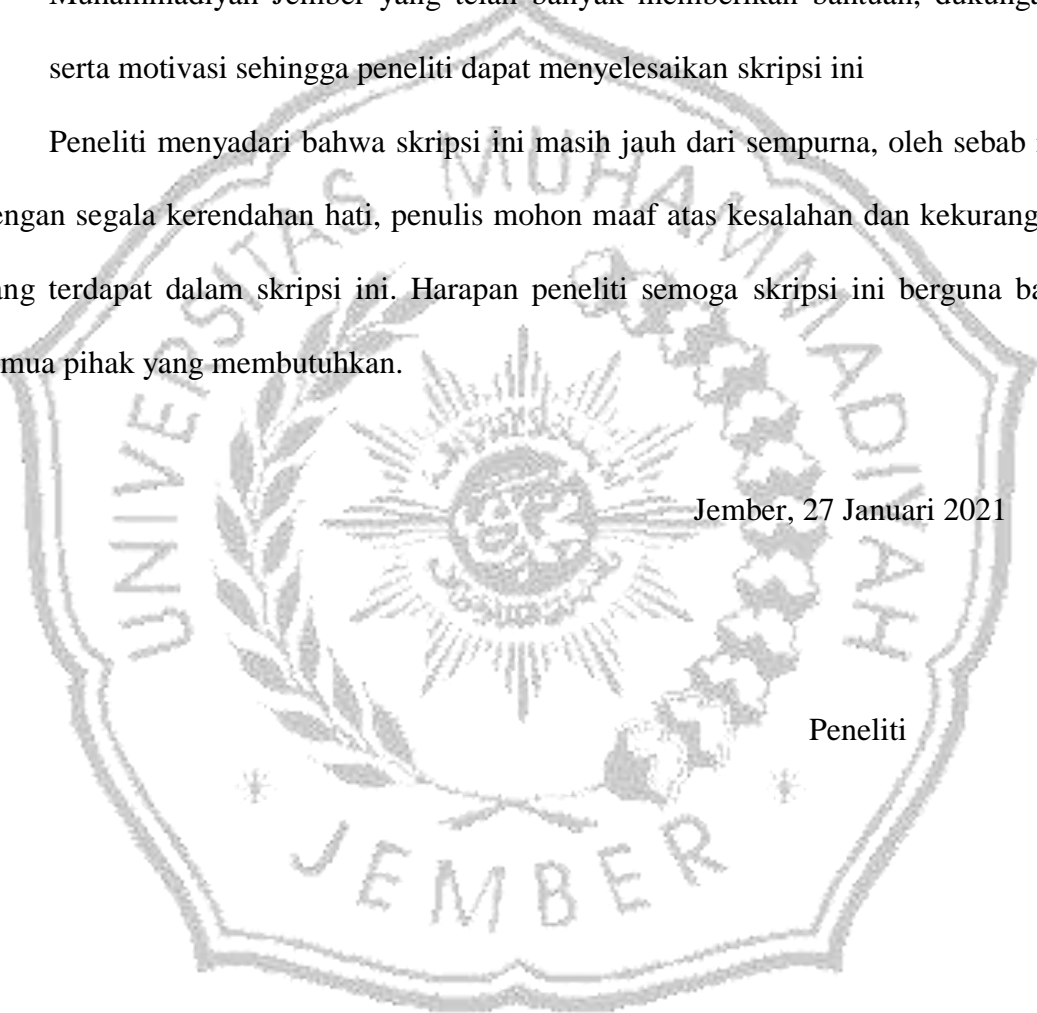 Muhammadiyah Jember yang telah banyak memberikan bantuan, dukunga
serta motivasi sehingga peneliti dapat menyelesaikan skripsi ini
Peneliti menyadari bahwa skripsi ini masih jauh dari sempurna, oleh sebab i
engan segala kerendahan hati, penulis mohon maaf atas kesalahan dan kekurang
ang terdapat dalam skripsi ini. Harapan peneliti semoga skripsi ini berguna ba
mua pihak yang membutuhkan.
Jember, 27 Januari 2021
Peneliti
UNIVERSITAS MUHAMMADIYAH
JEMBER